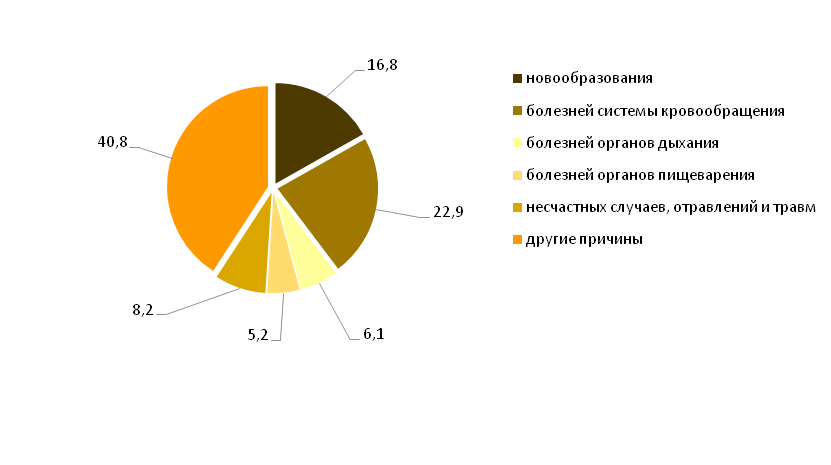 16,8
22,9
6,1
5,2
8,2
40,8
новообразования
болезней системы кровообращения
болезней органов дыхания
болезней органов пищеварения
несчастных случаев, отравлений и травм
другие причины